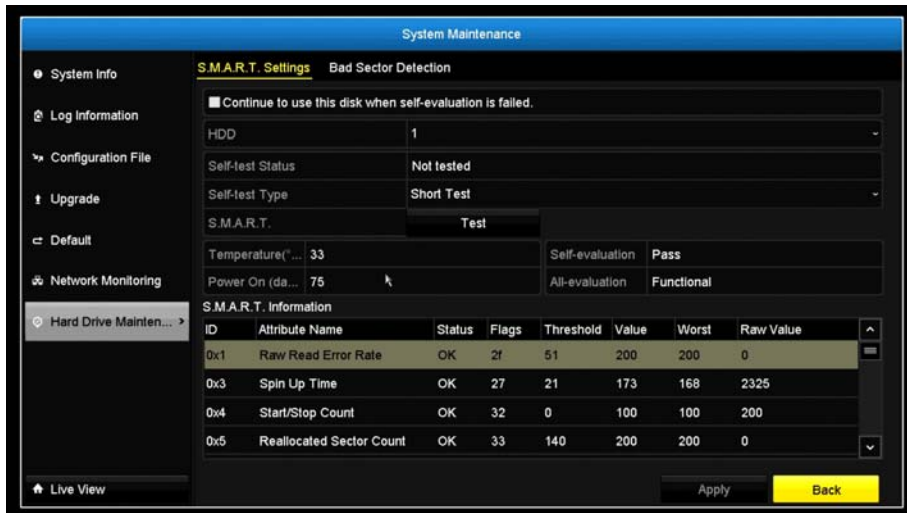 System Maintenance
System Info
Log Information
Configuration File
Upgrade
Default
Network Monitoring
Hard Drive Mainten... >
Live View
S.M.A.R.T. Settings Bad Sector Detection
Continue to use this disk when self-evaluation is failed.
HDD 1
Self-test Status Not tested
Self-test Type Short Test
S.M.A.R.T. Test
Temperature(°... 33 Self-evaluation Pass
Power On (da... 75 All-evaluation Functional
S.M.A.R.T. Information
ID Attribute Name Status Flags Threshold Value Worst Raw Value
0x1 Raw Read Error Rate OK 2f 51 200 200 0
0x3 Spin Up Time OK 27 21 173 168 2325
0x4 Start/Stop Count OK 32 0 100 100 200
0x5 Reallocated Sector Count OK 33 140 200 200 0
Apply Back